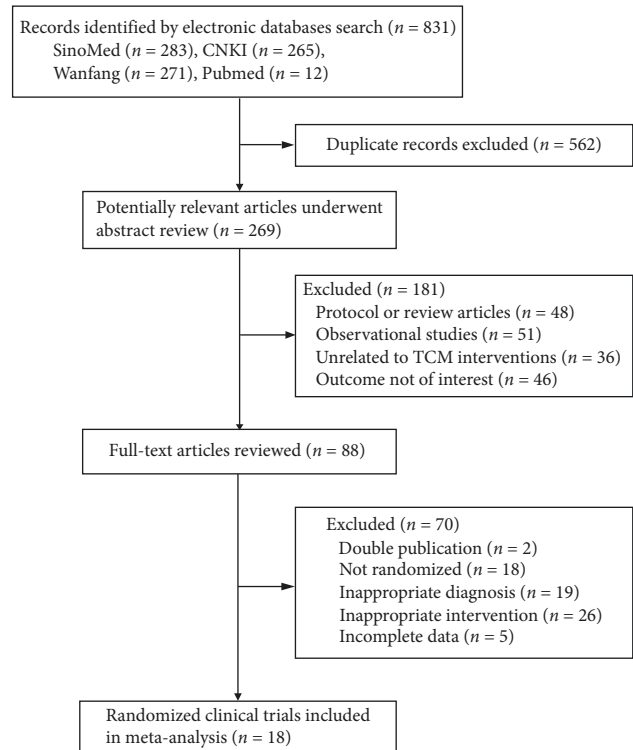 Records identified by electronic databases search (n = 831)
SinoMed (n = 283), CNKI (n = 265),
Wanfang (n = 271), Pubmed (n = 12)
Duplicate records excluded (n = 562)
Potentially relevant articles underwent
abstract review (n = 269)
Excluded (n = 181)
Protocol or review articles (n = 48)
Observational studies (n = 51)
Unrelated to TCM interventions (n = 36)
Outcome not of interest (n = 46)
Full-text articles reviewed (n = 88)
Excluded (n = 70)
Double publication (n = 2)
Not randomized (n = 18)
Inappropriate diagnosis (n = 19)
Inappropriate intervention (n = 26)
Incomplete data (n = 5)
Randomized clinical trials included
in meta-analysis (n = 18)